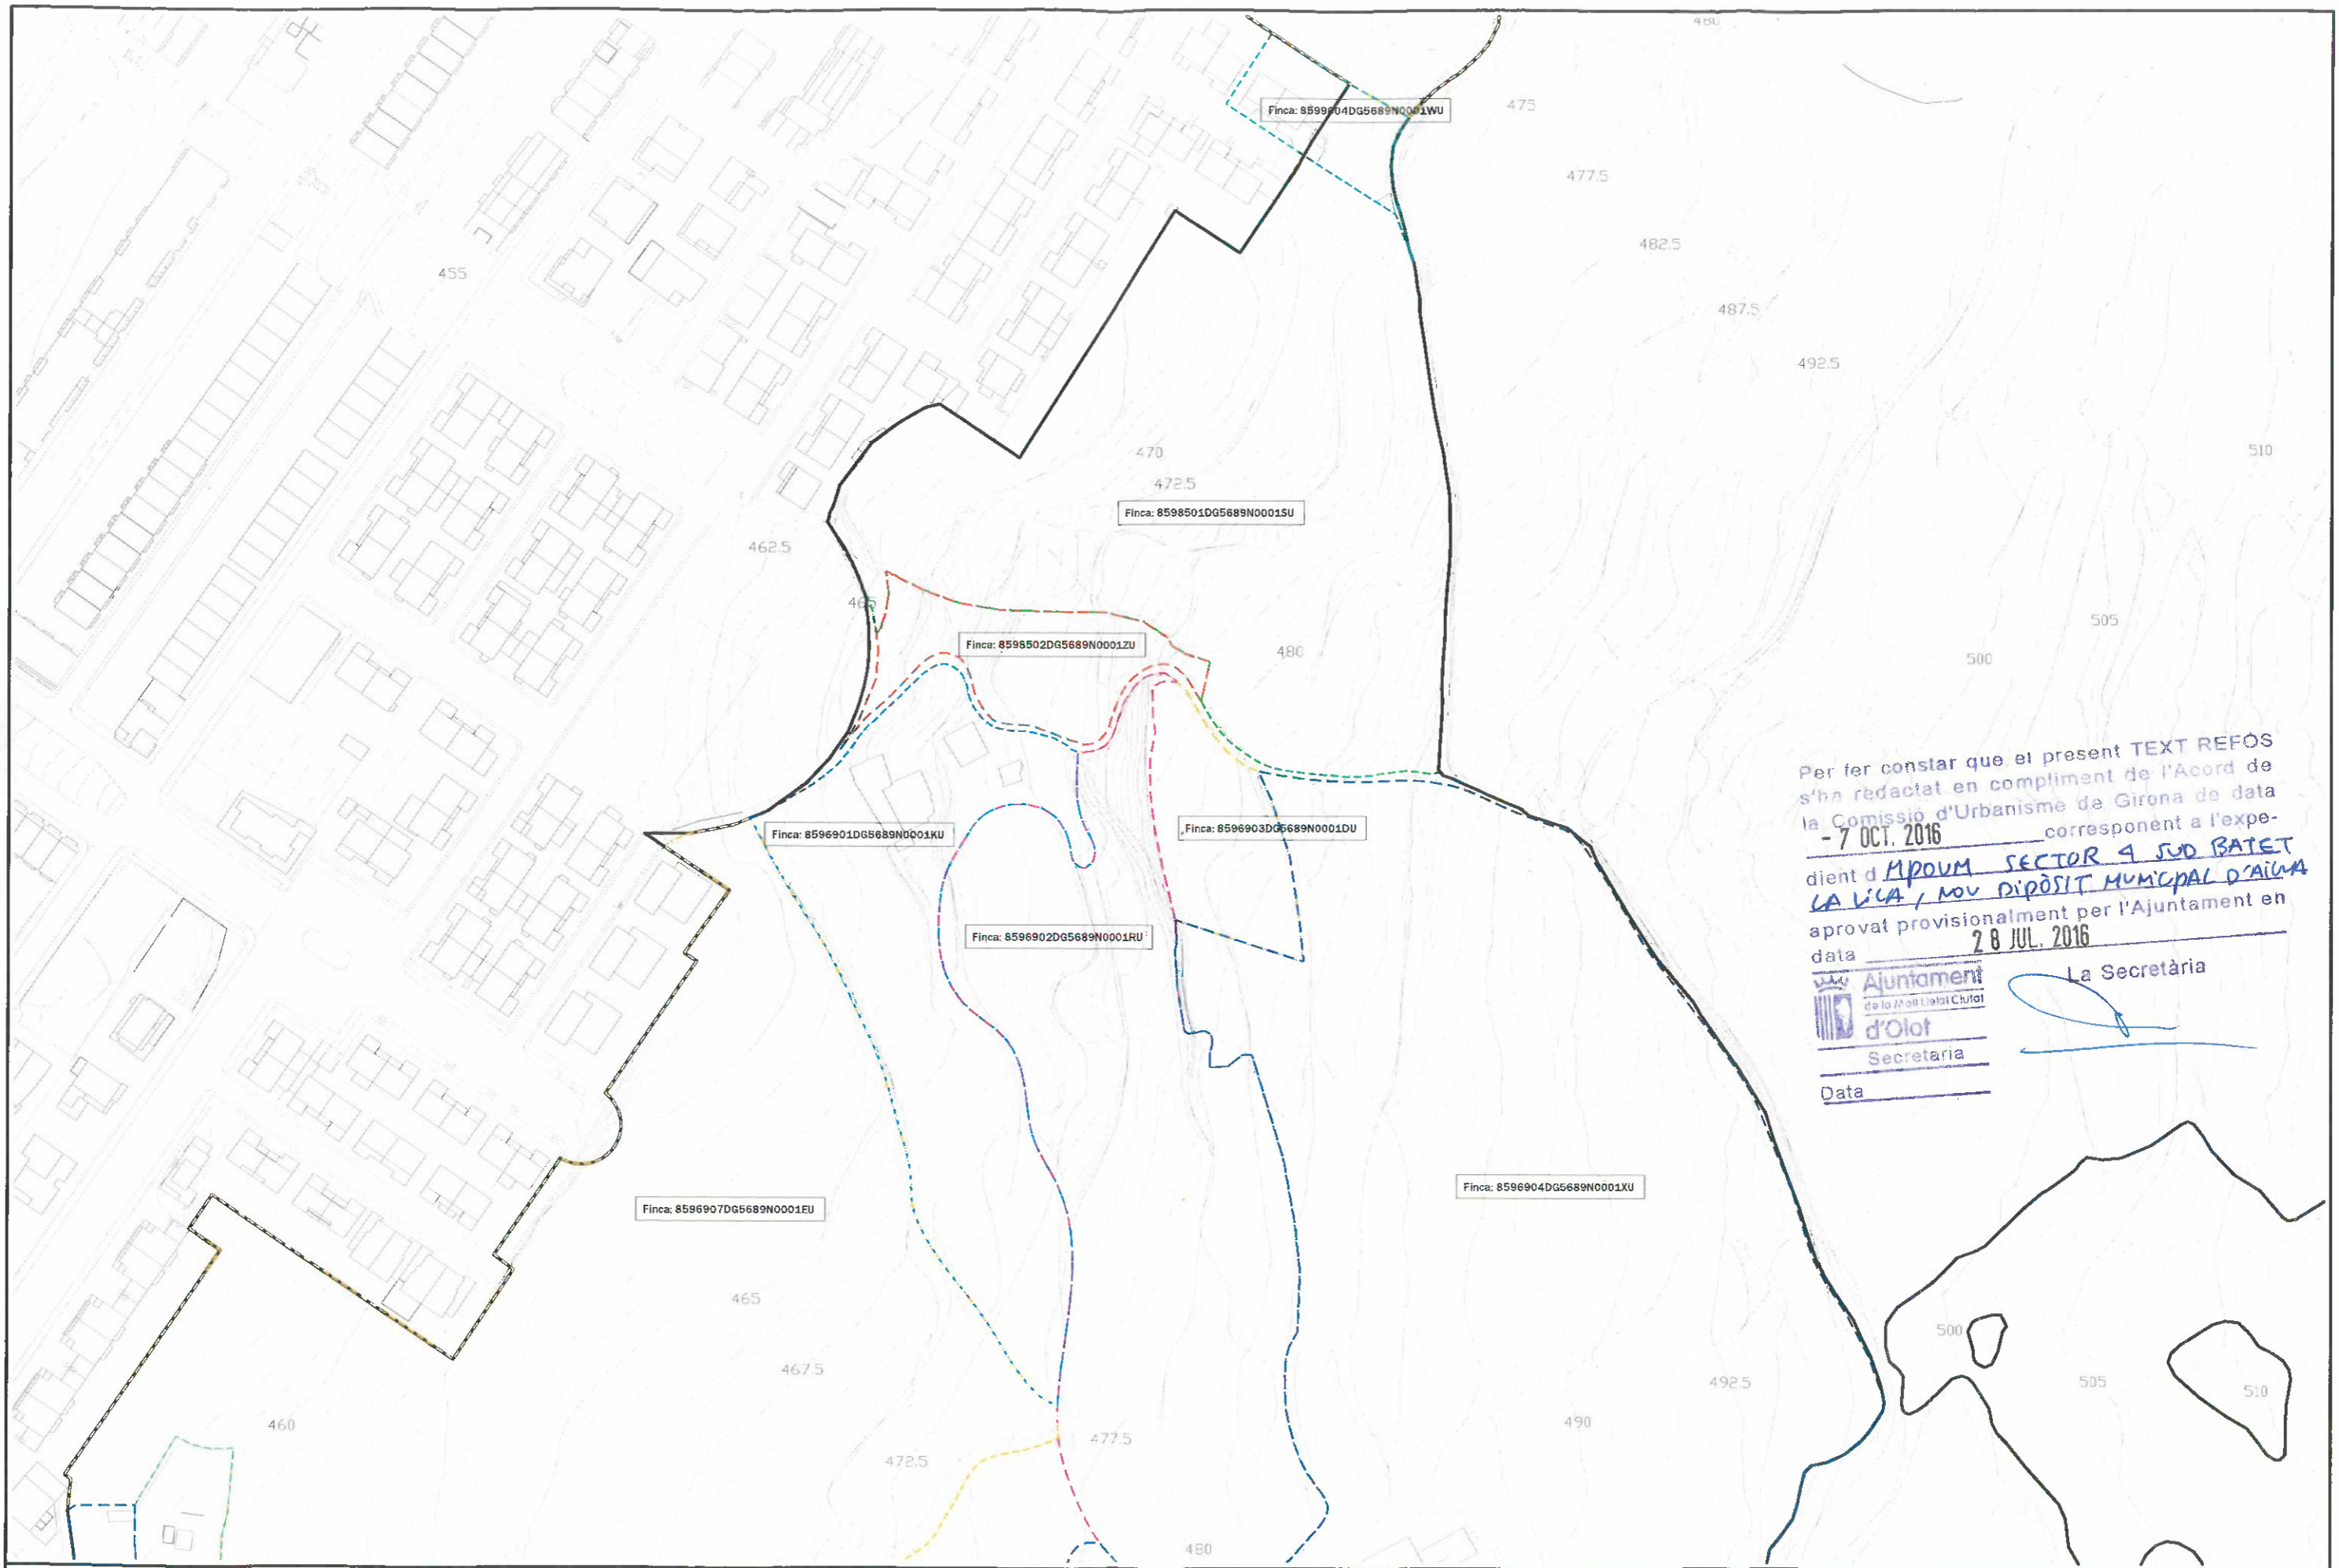 480
Finca: 8599604DG5689N0001WU
475
477.5
482.5
455
487.5
492.5
470
510
472.5
Finca: 8598501DG5689N0001SU
462.5
465
505
Finca: 8598502DG5689N0001ZU
480
500
Per fer constar que el present TEXT REFÓS
s'ha redactat en compliment de l'Acord de
la Comissió d'Urbanisme de Girona de data
- 7 OCT. 2016 corresponent a l'expe-
dient d MPOUM SECTOR 4 SUD BATET
LA VILA, NOU DIPÒSIT MUNICPAL D'AIGUA
aprovat provisionalment per l'Ajuntament en
data 28 JUL. 2016
La Secretària
Ajuntament
d'Olot
Secretaria
Data
Finca: 8596901DG5689N0001KU
Finca: 8596903DG5689N0001DU
Finca: 8596902DG5689N0001RU
Finca: 8596904DG5689N0001XU
Finca: 8596907DG5689N0001EU
465
500
467.5
492.5
505
510
460
490
477.5
472.5
480